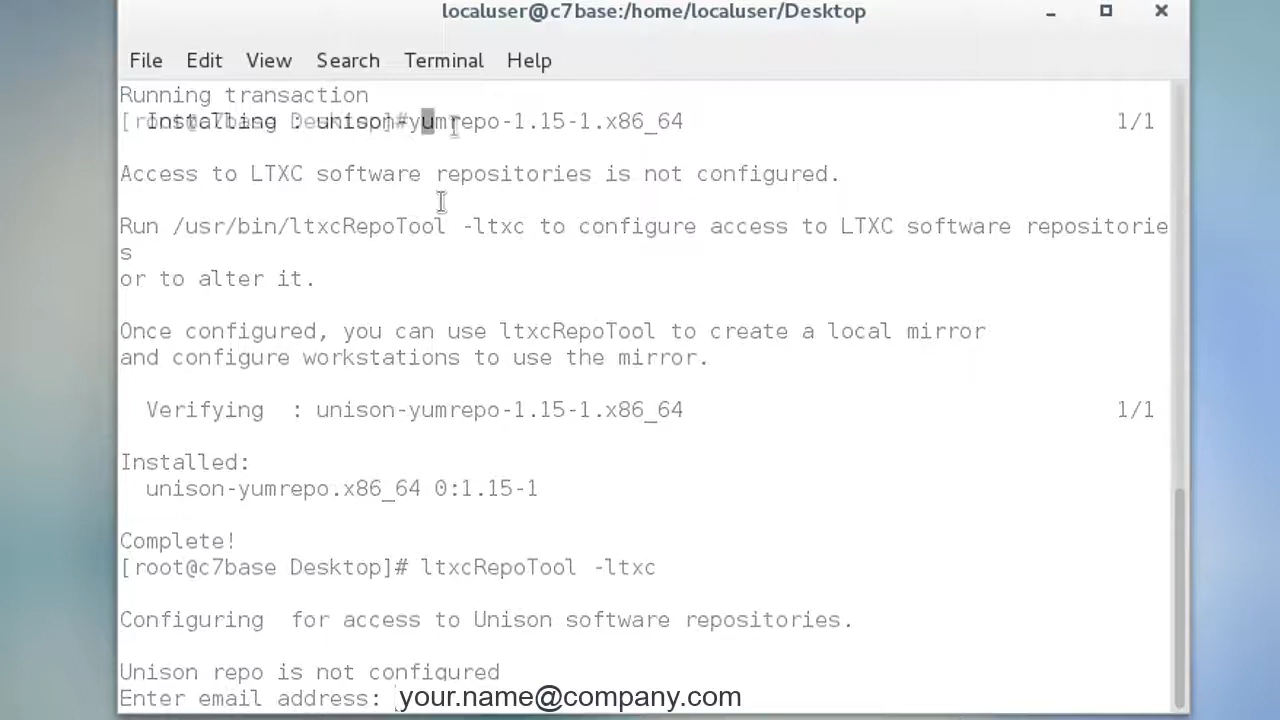 localuser@c7base:/home/localuser/Desktop
File Edit View Search Terminal Help
Running transaction
Installing : unison-yumrepo-1.15-1.x86_64 1/1
[root@c7base Desktop]#
Access to LTXC software repositories is not configured.
Run /usr/bin/ltxcRepoTool -ltxc to configure access to LTXC software repositorie
s
or to alter it.
Once configured, you can use ltxcRepoTool to create a local mirror
and configure workstations to use the mirror.
Verifying : unison-yumrepo-1.15-1.x86_64 1/1
Installed:
unison-yumrepo.x86_64 0:1.15-1
Complete!
[root@c7base Desktop]# ltxcRepoTool -ltxc
Configuring for access to Unison software repositories.
Unison repo is not configured
Enter email address: your.name@company.com